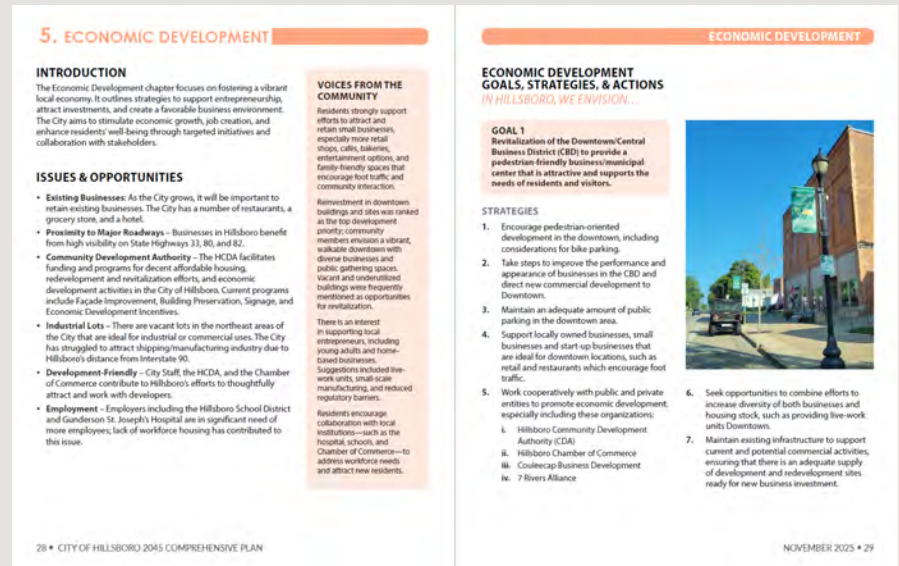 5. ECONOMIC DEVELOPMENT
INTRODUCTION
The Economic Development chapter focuses on fostering a vibrant
local economy. It outlines strategies to support entrepreneurship,
attract investments, and create a favorable business environment.
The City aims to stimulate economic growth, job creation, and
enhance residents' well-being through targeted initiatives and
collaboration with stakeholders.
ISSUES & OPPORTUNITIES
• Existing Businesses: As the City grows, it will be important to
retain existing businesses. The City has a number of restaurants, a
grocery store, and a hotel.
• Proximity to Major Roadways – Businesses in Hillsboro benefit
from high visibility on State Highways 33, 80, and 82.
• Community Development Authority – The HCDA facilitates
funding and programs for decent affordable housing,
redevelopment and revitalization efforts, and economic
development activities in the City of Hillsboro. Current programs
include Façade Improvement, Building Preservation, Signage, and
Economic Development Incentives.
• Industrial Lots – There are vacant lots in the northeast areas of
the City that are ideal for industrial or commercial uses. The City
has struggled to attract shipping/manufacturing industry due to
Hillsboro's distance from Interstate 90.
• Development-Friendly – City Staff, the HCDA, and the Chamber
of Commerce contribute to Hillsboro's efforts to thoughtfully
attract and work with developers.
• Employment – Employers including the Hillsboro School District
and Gunderson St. Joseph's Hospital are in significant need of
more employees; lack of workforce housing has contributed to
this issue.
VOICES FROM THE
COMMUNITY
Residents strongly support
efforts to attract and
retain small businesses,
especially more retail
shops, cafés, bakeries,
entertainment options, and
family-friendly spaces that
encourage foot traffic and
community interaction.
Reinvestment in downtown
buildings and sites was ranked
as the top development
priority; community
members envision a vibrant,
walkable downtown with
diverse businesses and
public gathering spaces.
Vacant and underutilized
buildings were frequently
mentioned as opportunities
for revitalization.
There is an interest
in supporting local
entrepreneurs, including
young adults and home-
based businesses.
Suggestions included live-
work units, small-scale
manufacturing, and reduced
regulatory barriers.
Residents encourage
collaboration with local
institutions—such as the
hospital, schools, and
Chamber of Commerce—to
address workforce needs
and attract new residents.
28 • CITY OF HILLSBORO 2045 COMPREHENSIVE PLAN
ECONOMIC DEVELOPMENT
ECONOMIC DEVELOPMENT
GOALS, STRATEGIES, & ACTIONS
IN HILLSBORO, WE ENVISION…
GOAL 1
Revitalization of the Downtown/Central
Business District (CBD) to provide a
pedestrian-friendly business/municipal
center that is attractive and supports the
needs of residents and visitors.
STRATEGIES
1. Encourage pedestrian-oriented
development in the downtown, including
considerations for bike parking.
2. Take steps to improve the performance and
appearance of businesses in the CBD and
direct new commercial development to
Downtown.
3. Maintain an adequate amount of public
parking in the downtown area.
4. Support locally owned businesses, small
businesses and start-up businesses that
are ideal for downtown locations, such as
retail and restaurants which encourage foot
traffic.
5. Work cooperatively with public and private
entities to promote economic development,
especially including these organizations:
i. Hillsboro Community Development
Authority (CDA)
ii. Hillsboro Chamber of Commerce
iii. Couleecap Business Development
iv. 7 Rivers Alliance
6. Seek opportunities to combine efforts to
increase diversity of both businesses and
housing stock, such as providing live-work
units Downtown.
7. Maintain existing infrastructure to support
current and potential commercial activities,
ensuring that there is an adequate supply
of development and redevelopment sites
ready for new business investment.
NOVEMBER 2025 • 29